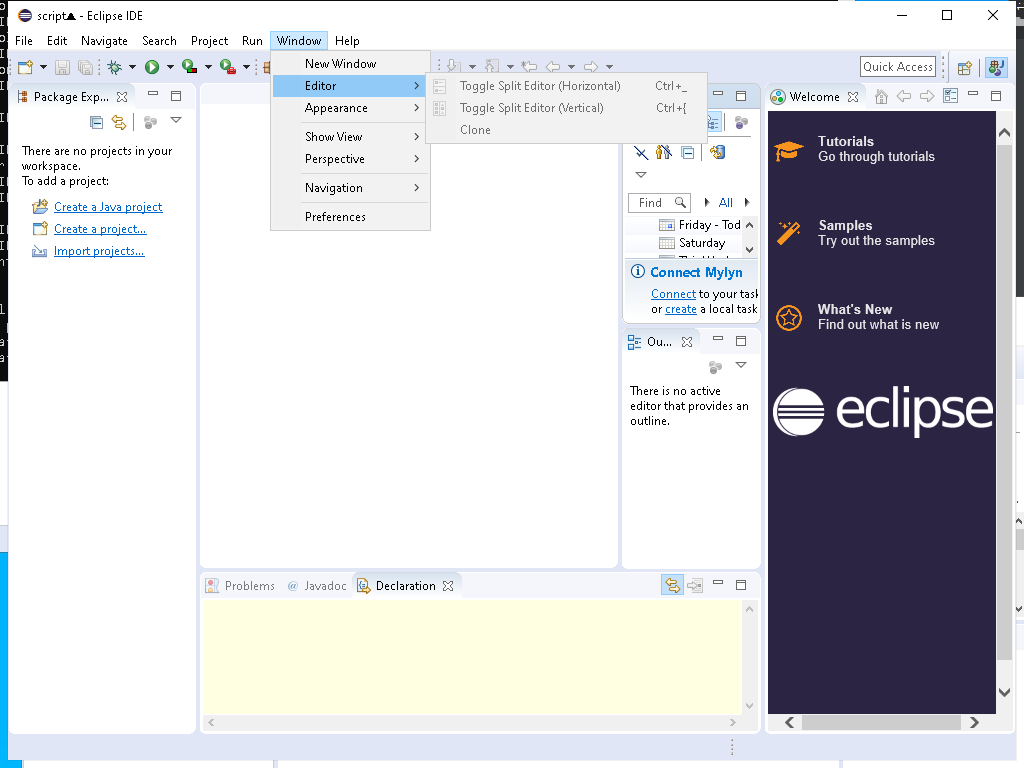 script▲ - Eclipse IDE
File Edit Navigate Search Project Run Window Help
New Window
Editor
Appearance
Show View
Perspective
Navigation
Preferences
Toggle Split Editor (Horizontal) Ctrl+_
Toggle Split Editor (Vertical) Ctrl+{
Clone
Quick Access
Package Exp...
There are no projects in your
workspace.
To add a project:
Create a Java project
Create a project...
Import projects...
Find All
Friday - Tod
Saturday
Connect Mylyn
Connect to your task
or create a local task
Ou...
There is no active
editor that provides an
outline.
Problems @ Javadoc Declaration
Welcome
Tutorials
Go through tutorials
Samples
Try out the samples
What's New
Find out what is new
eclipse